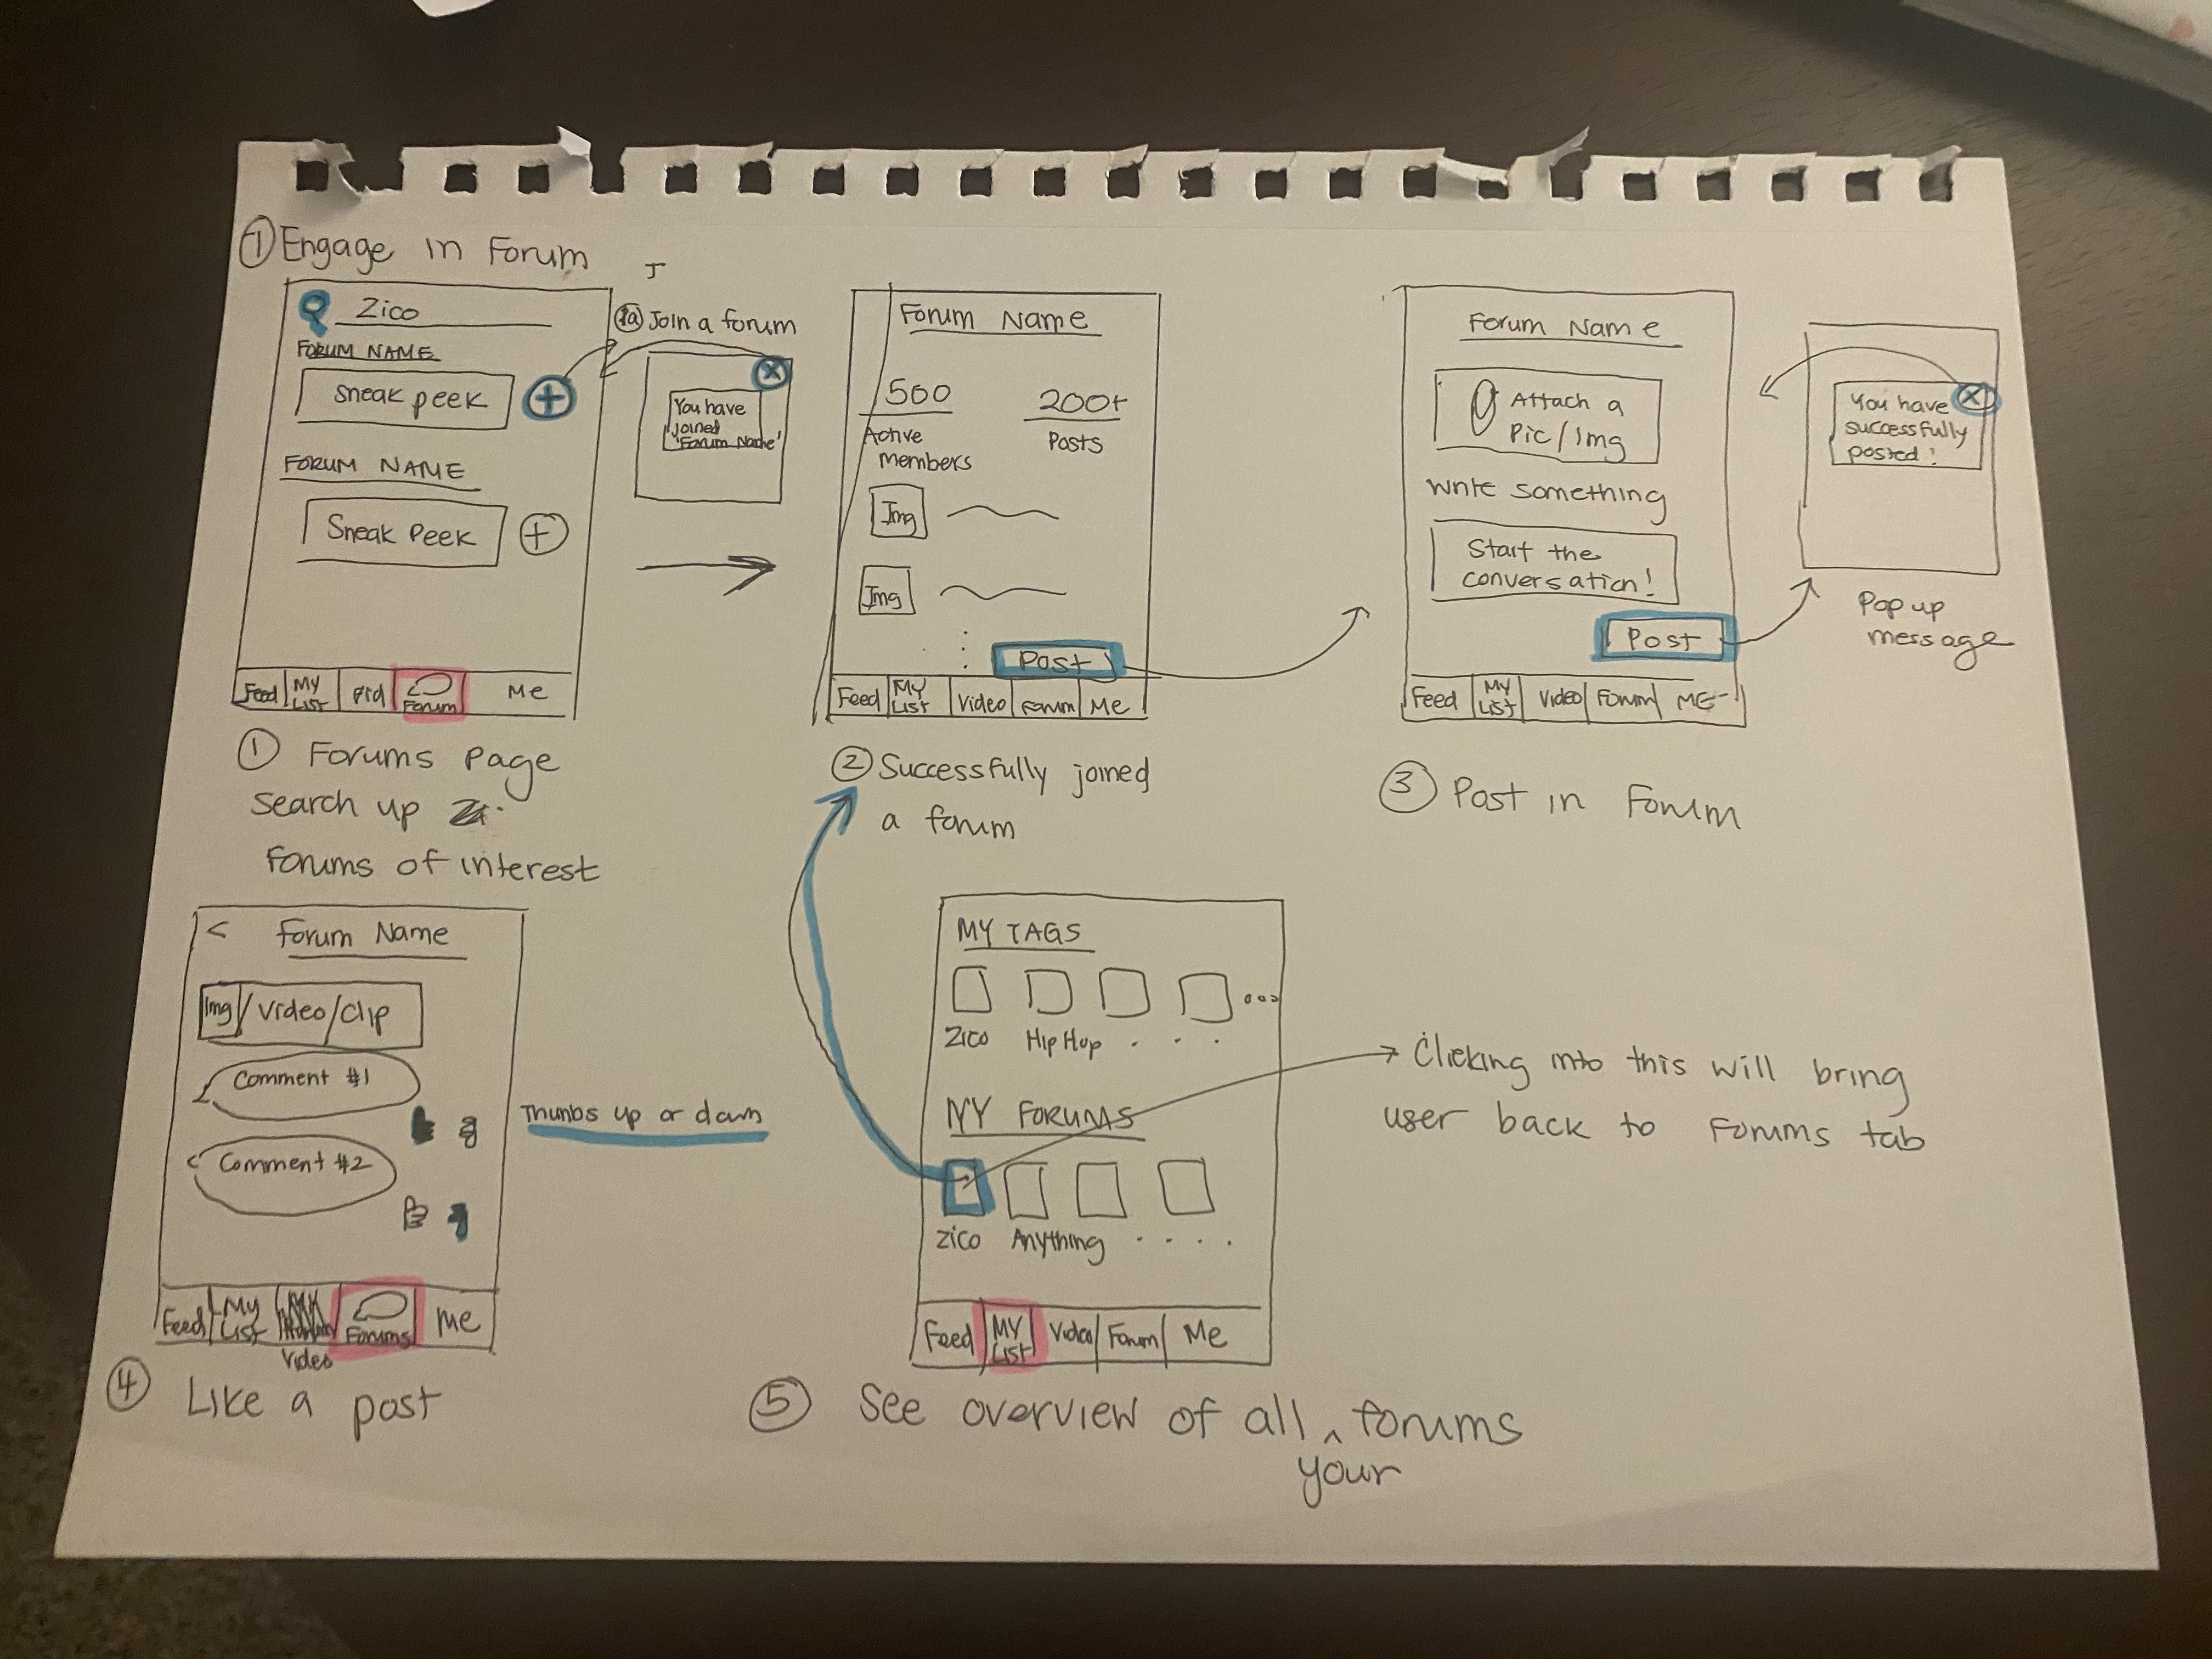 ① Engage in Forum
Zico
FORUM NAME
Sneak peek
+
FORUM NAME
Sneak Peek
+
Feed
MY List
Forum
Me
① Forums Page
Search up
forums of interest
1a Join a forum
X
You have
joined
'Forum Name'
Forum Name
500
200+
Active
Members
Posts
Img
Img
Post
Feed
MY List
Video
Forum
Me
② Successfully joined
a forum
Forum Name
Attach a
Pic/Img
Write something
Start the
conversation!
Post
Feed
MY List
Video
Forum
ME
③ Post in Forum
X
You have
successfully
posted!
Pop up
message
< Forum Name
Img/video/clip
Comment #1
Comment #2
Feed
My List
Video
Forums
Me
Thumbs up or down
④ Like a post
MY TAGS
...
Zico Hip Hop . . .
MY FORUMS
Zico Anything . . . .
Feed
MY List
Video
Forum
Me
⑤ See overview of all ^ forums
your
Clicking into this will bring
user back to Forums tab